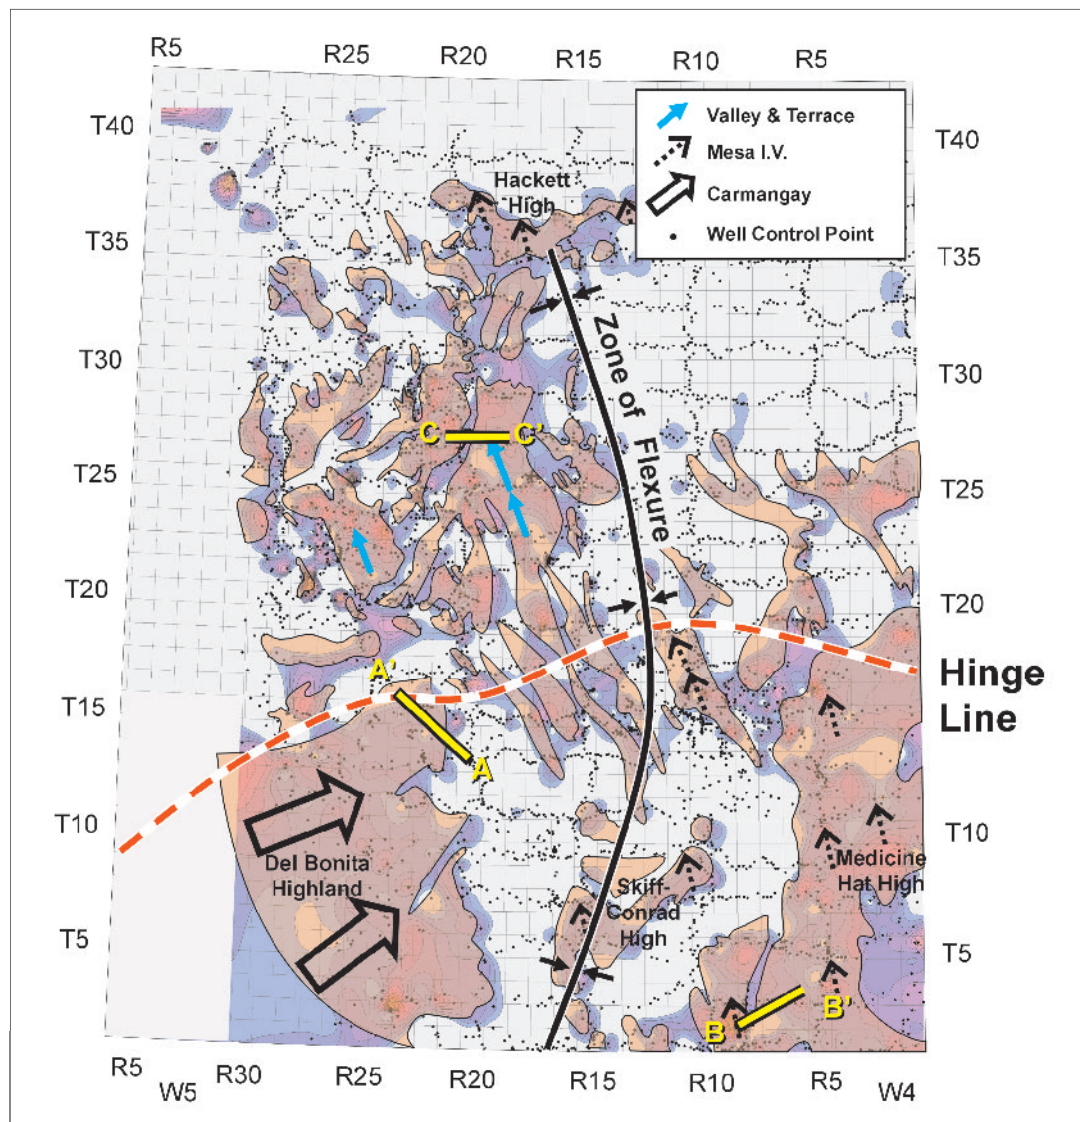 R5
R25
R20
R15
R10
R5
T40
T35
T30
T25
T20
T15
T10
T5
Valley & Terrace
Mesa I.V.
Carmangay
Well Control Point
T40
T35
T30
T25
T20
T10
T5
Hackett
High
Zone of Flexure
C
C'
A'
A
Hinge
Line
Del Bonita
Highland
Skiff-
Conrad
High
Medicine
Hat High
B
B'
R5
W5
R30
R25
R20
R15
R10
R5
W4